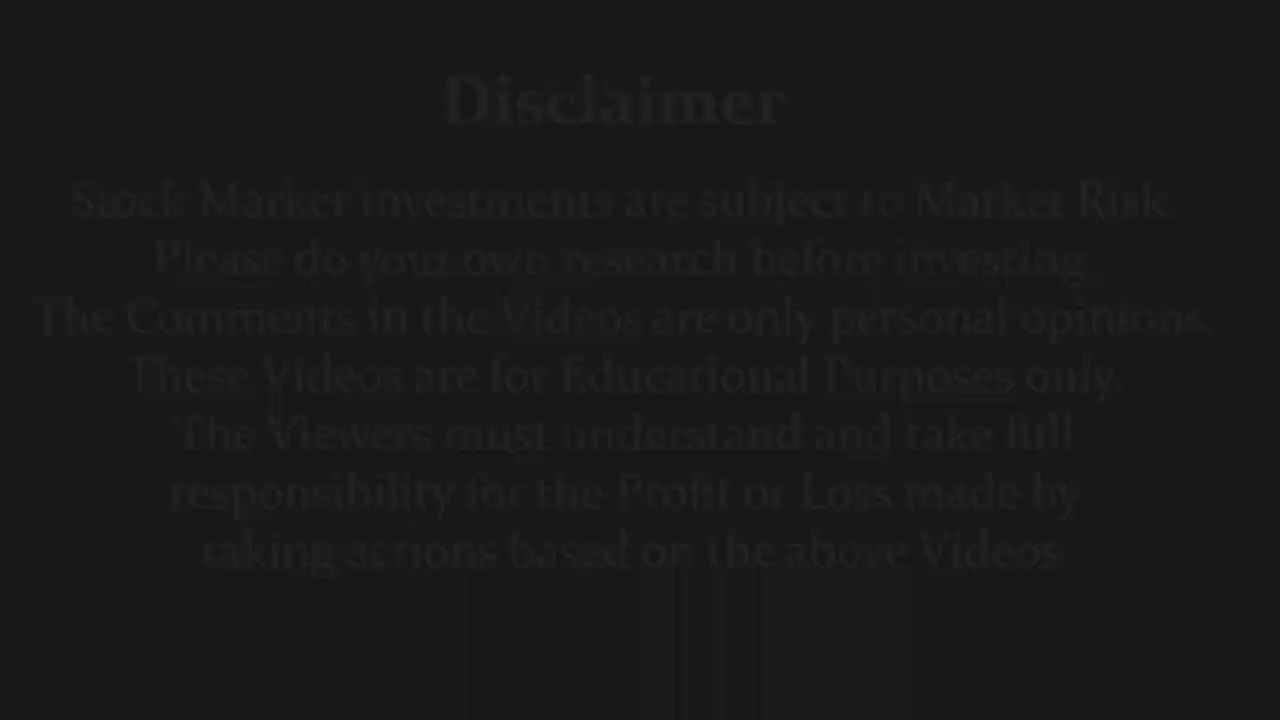 Disclaimer
Stock Market investments are subject to Market Risk.
Please do your own research before investing.
The Comments in the Videos are only personal opinions.
These Videos are for Educational Purposes only.
The Viewers must understand and take full
responsibility for the Profit or Loss made by
taking actions based on the above Videos